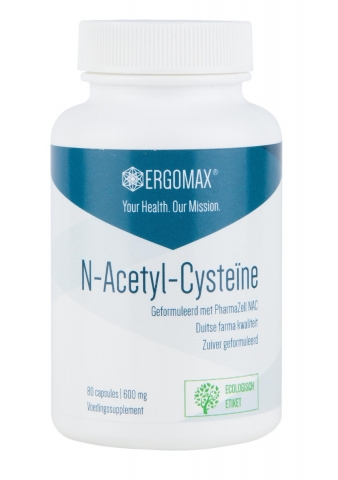 ERGOMAX®
Your Health. Our Mission.
N-Acetyl-Cysteïne
Geformuleerd met PharmaZell NAC
Duitse farma kwaliteit
Zuiver geformuleerd
80 capsules | 600 mg
Voedingssupplement
ECOLOGISCH
ETIKET